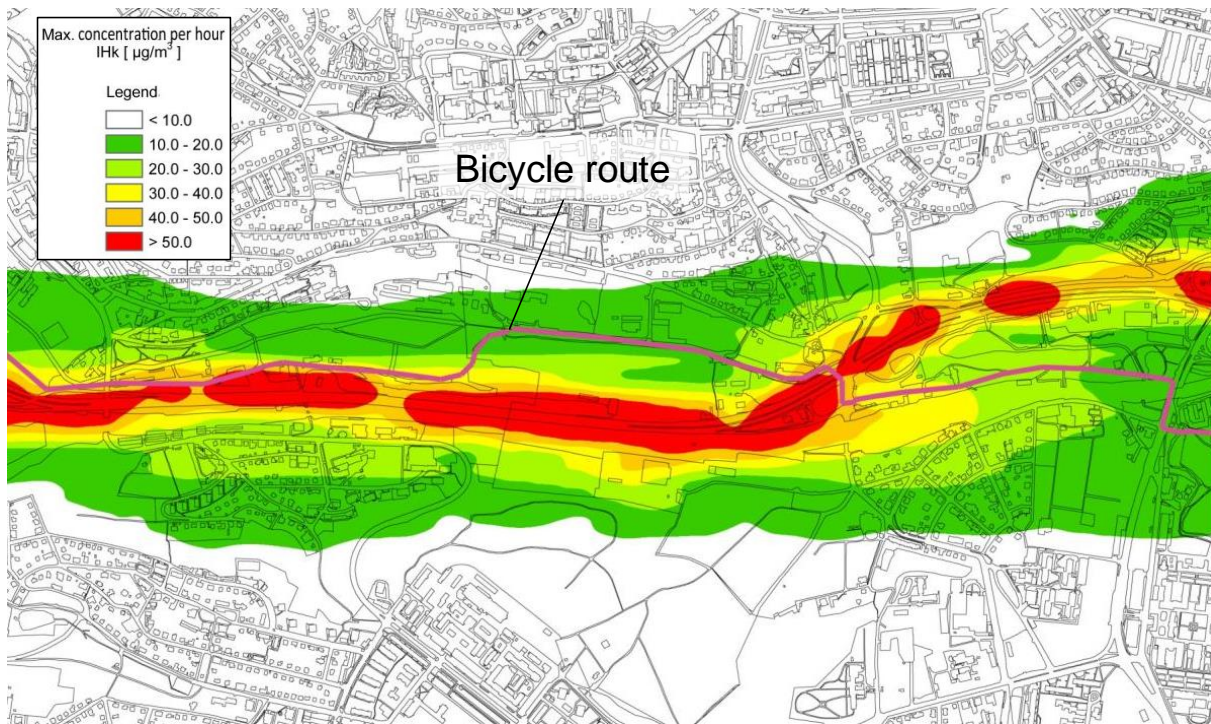 Max. concentration per hour
IHk [ µg/m³ ]
Legend
< 10.0
10.0 - 20.0
20.0 - 30.0
30.0 - 40.0
40.0 - 50.0
> 50.0
Bicycle route